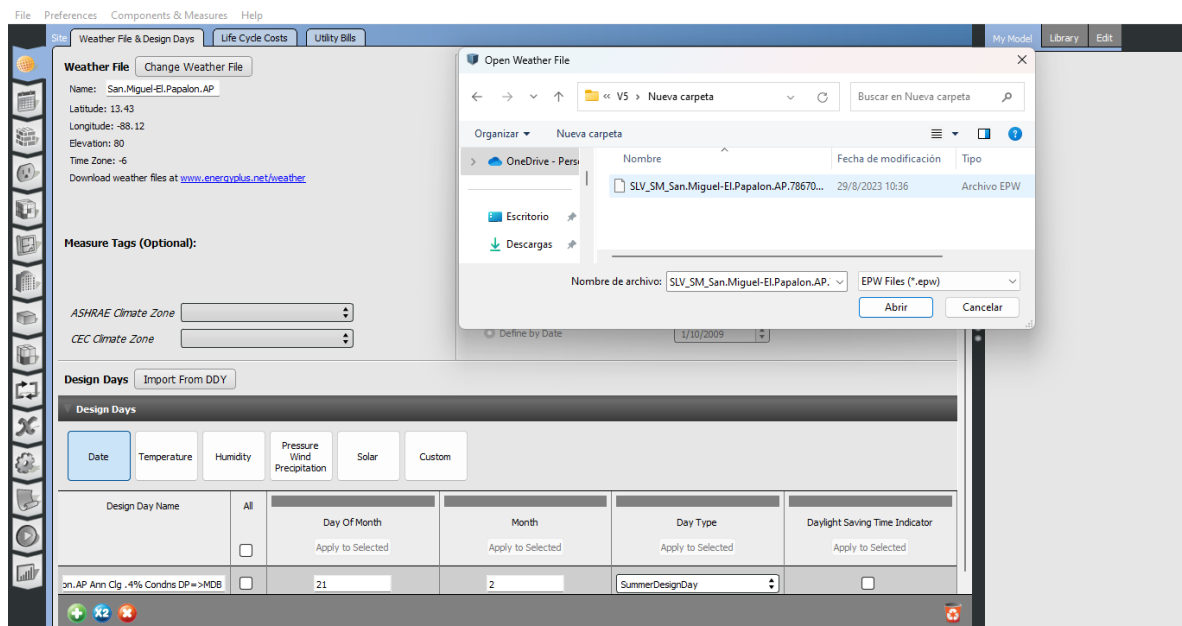 File Preferences Components & Measures Help
Site Weather File & Design Days Life Cycle Costs Utility Bills
My Model Library Edit
Weather File Change Weather File
Name: San.Miguel-El.Papalon.AP
Latitude: 13.43
Longitude: -88.12
Elevation: 80
Time Zone: -6
Download weather files at www.energyplus.net/weather
Measure Tags (Optional):
ASHRAE Climate Zone
CEC Climate Zone
Open Weather File
« V5 › Nueva carpeta
Buscar en Nueva carpeta
Organizar Nueva carpeta
OneDrive - Pers
Escritorio
Descargas
Nombre Fecha de modificación Tipo
SLV_SM_San.Miguel-El.Papalon.AP.78670... 29/8/2023 10:36 Archivo EPW
Nombre de archivo: SLV_SM_San.Miguel-El.Papalon.AP. EPW Files (*.epw)
Abrir Cancelar
Define by Date 1/10/2009
Design Days Import From DDY
Design Days
Date Temperature Humidity Pressure Wind Precipitation Solar Custom
Design Day Name All Day Of Month Month Day Type Daylight Saving Time Indicator
Apply to Selected Apply to Selected Apply to Selected Apply to Selected
on.AP Ann Clg .4% Condns DP=>MDB 21 2 SummerDesignDay
X2